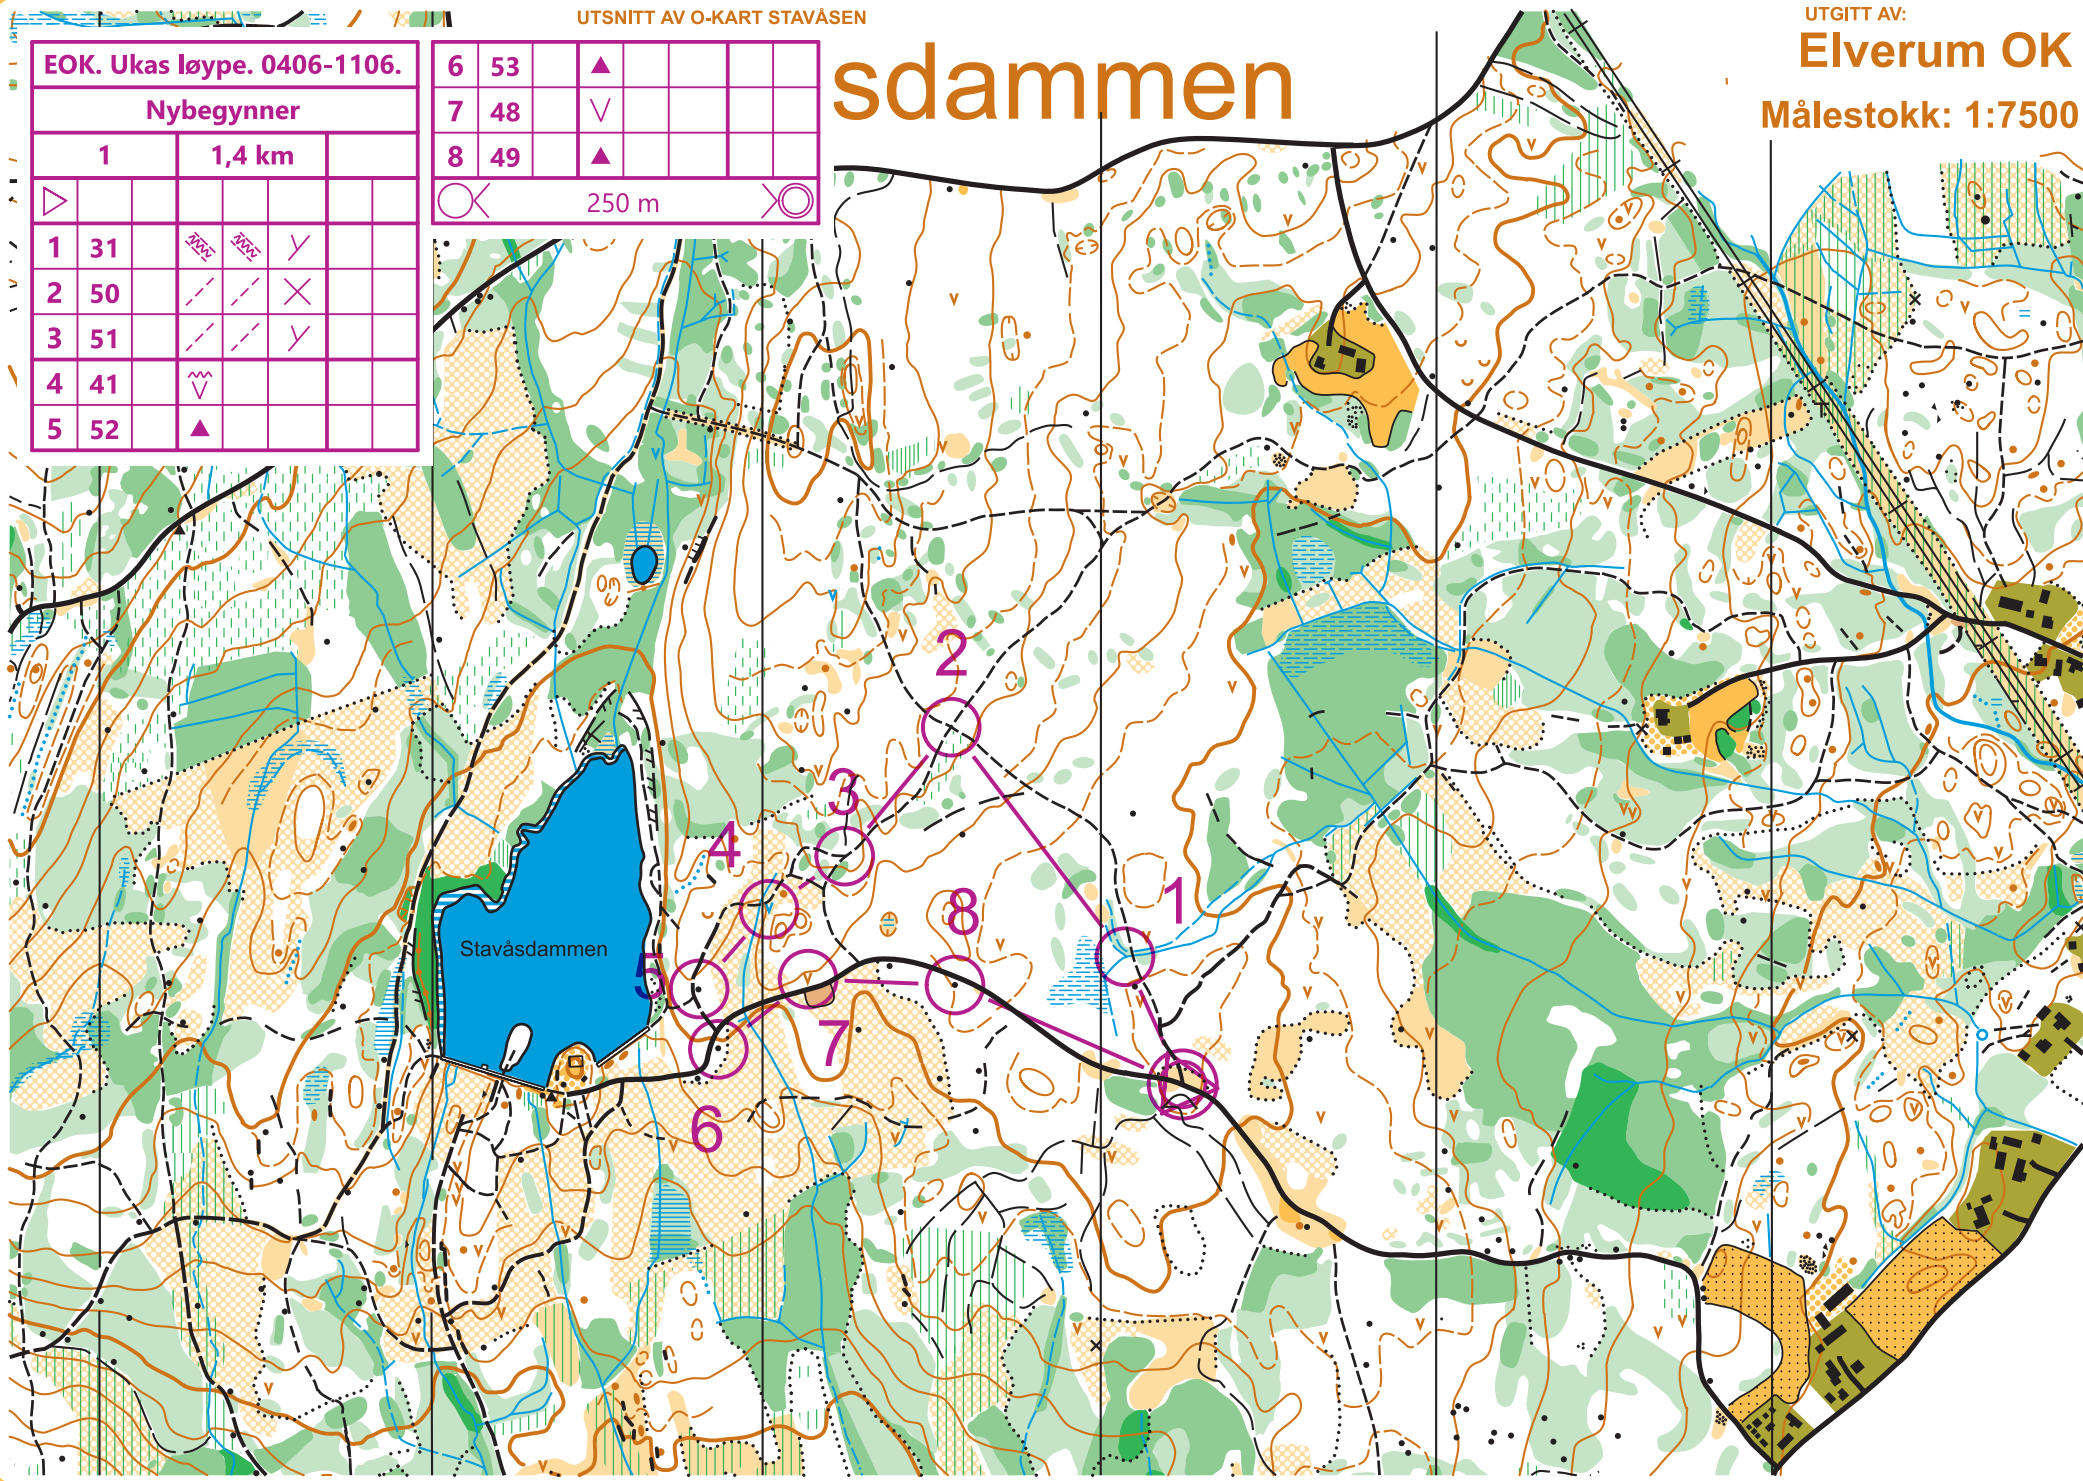 UTSNITT AV O-KART STAVÅSEN
UTGITT AV:
Elverum OK
Målestokk: 1:7500
sdammen
EOK. Ukas løype. 0406-1106.
Nybegynner
1 1,4 km
1 31
2 50
3 51
4 41
5 52
6 53
7 48
8 49
250 m
2
3
4
1
8
5
7
6
Stavåsdammen